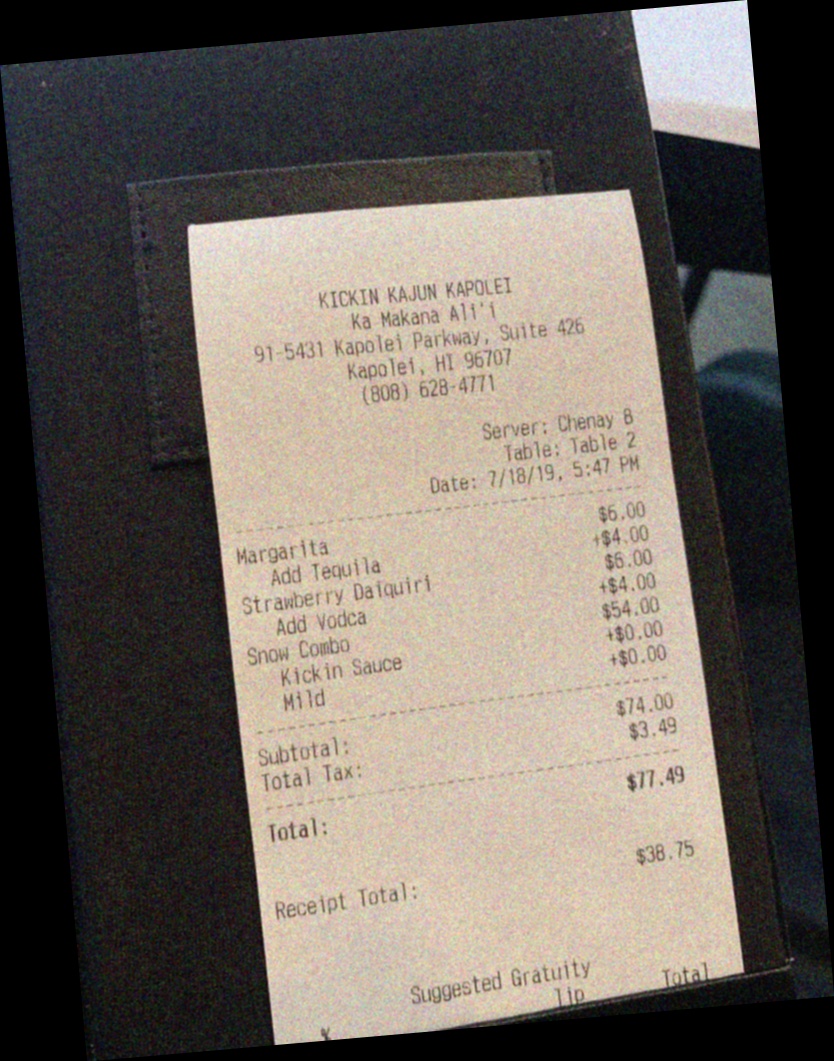 KICKIN KAJUN KAPOLEI
Ka Makana Ali'i
91-5431 Kapolei Parkway, Suite 426
Kapolei, HI 96707
(808) 628-4771
Server: Chenay B
Table: Table 2
Date: 7/18/19, 5:47 PM
Margarita $6.00
Add Tequila +$4.00
Strawberry Daiquiri $6.00
Add Vodca +$4.00
Snow Combo $54.00
Kickin Sauce +$0.00
Mild +$0.00
Subtotal: $74.00
Total Tax: $3.49
Total: $77.49
Receipt Total: $38.75
Suggested Gratuity
% Tip Total